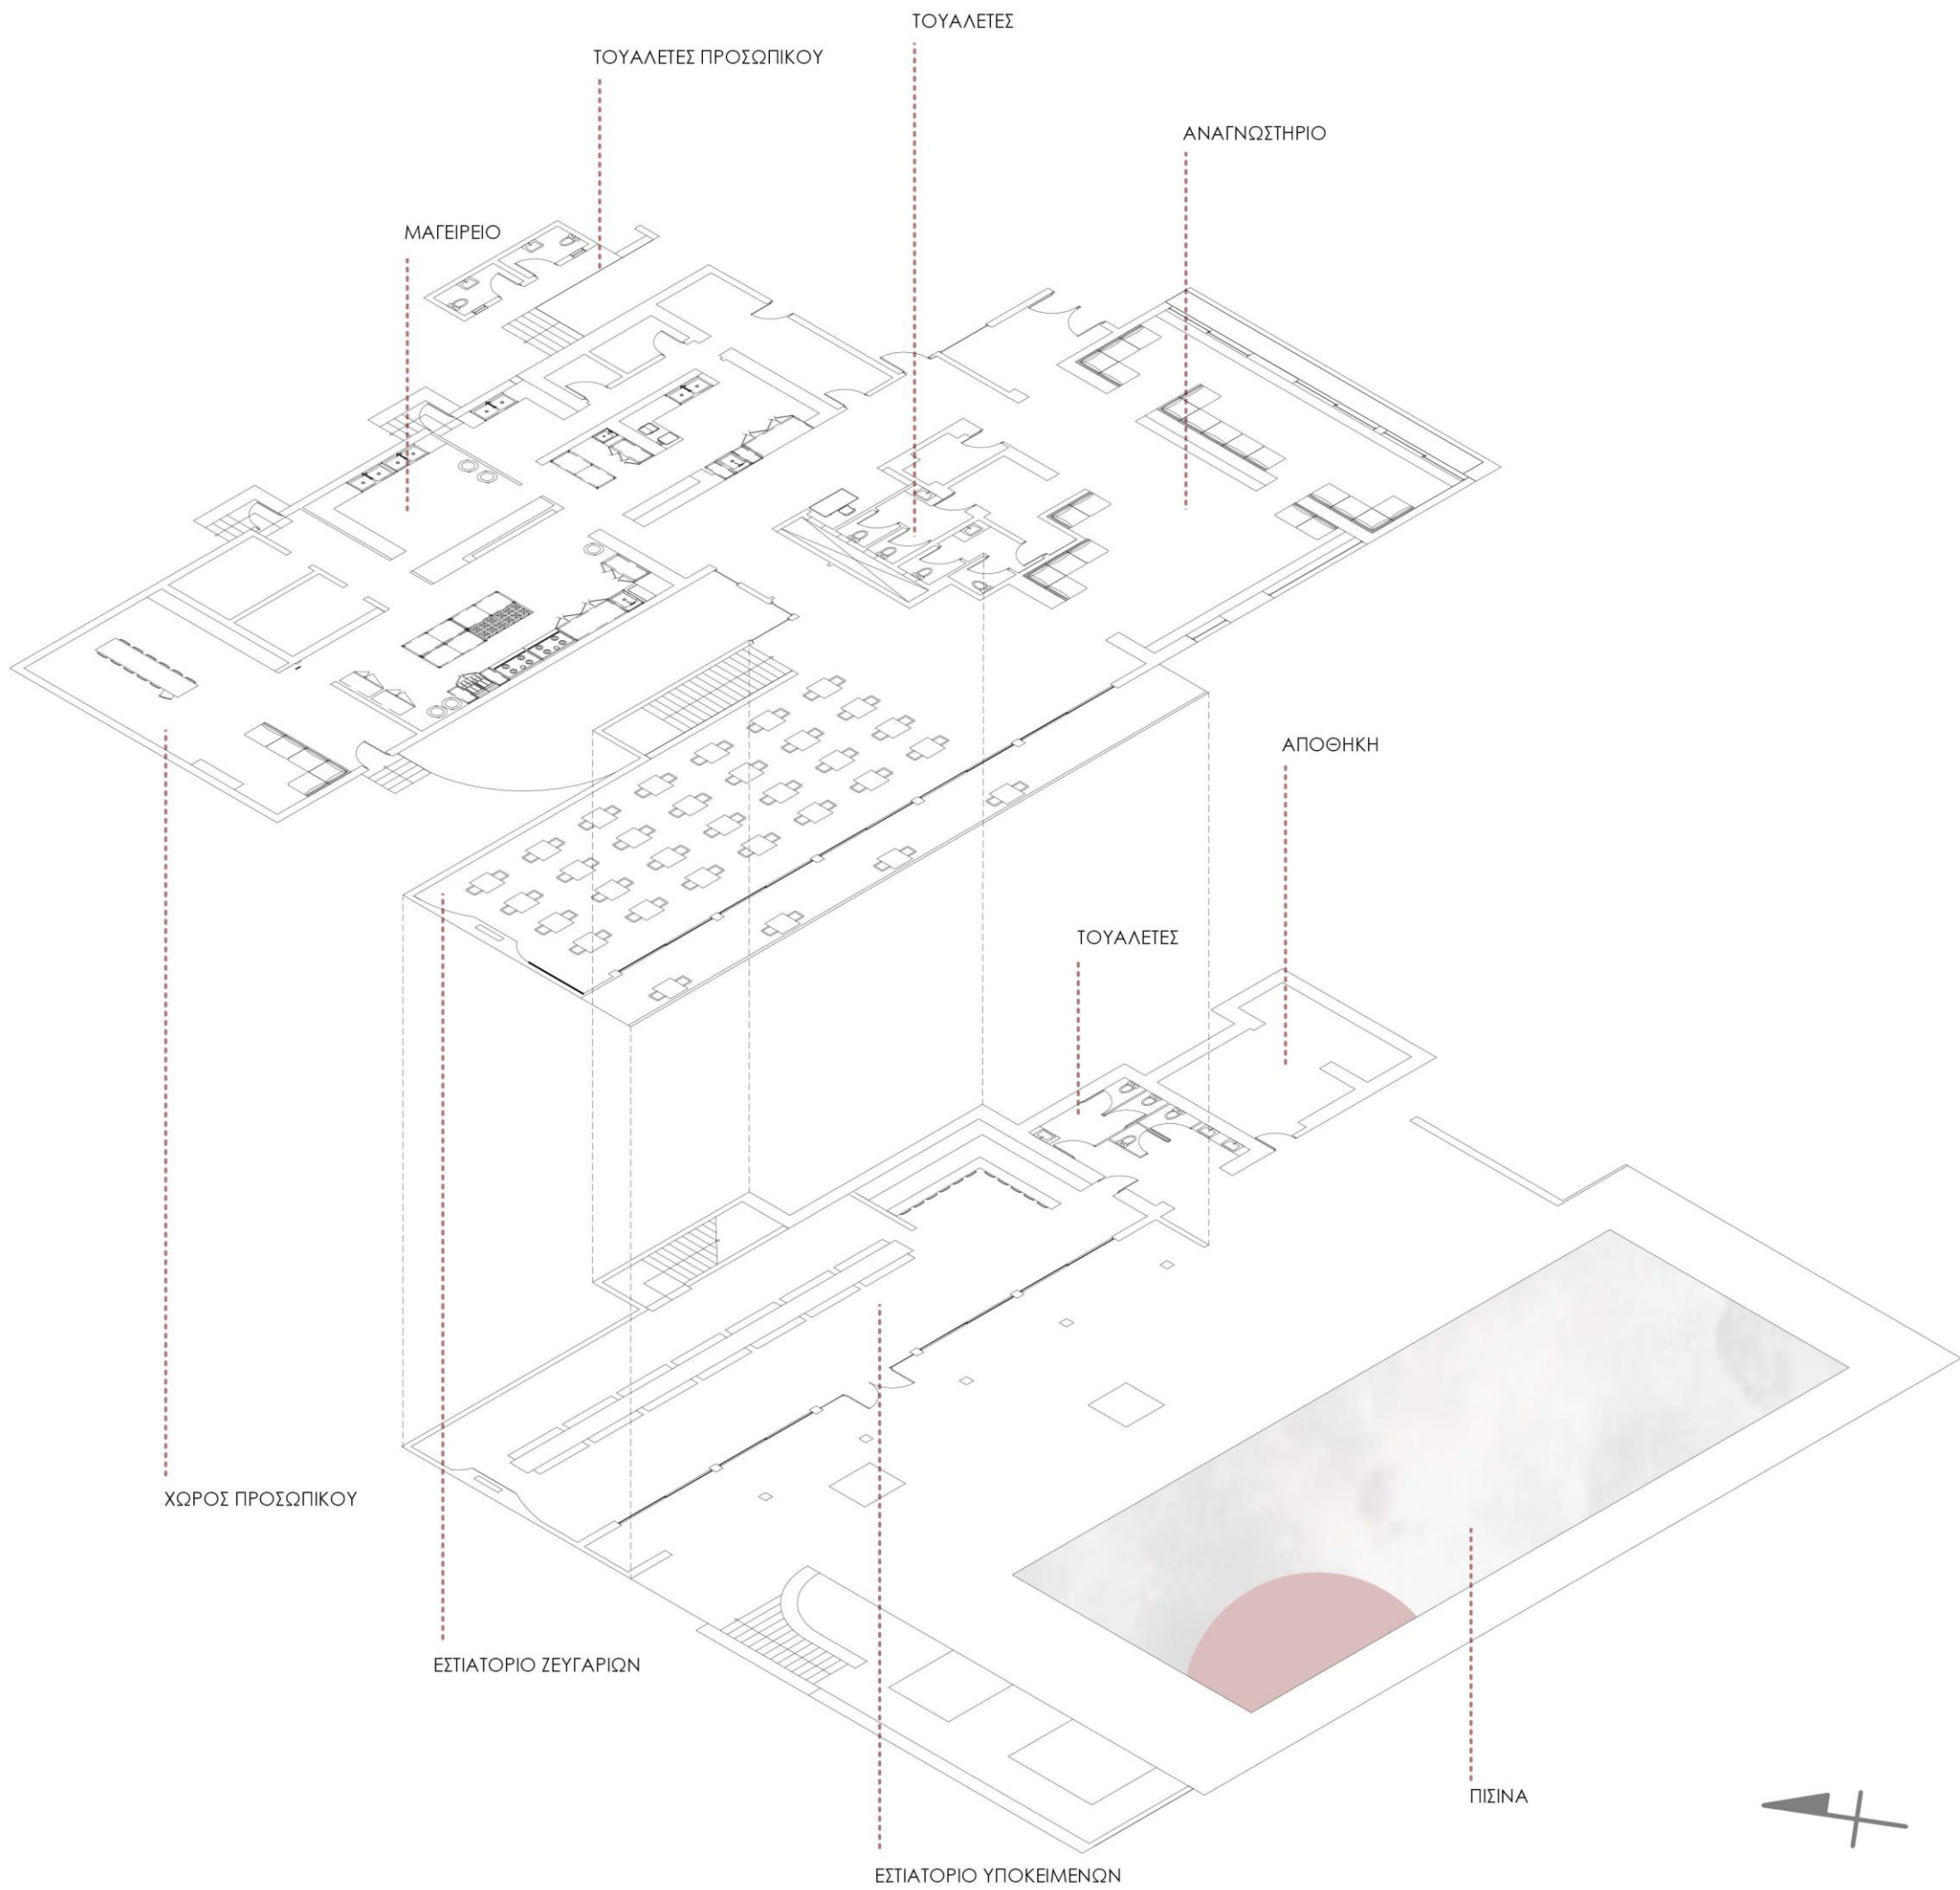 ΤΟΥΑΛΕΤΕΣ
ΤΟΥΑΛΕΤΕΣ ΠΡΟΣΩΠΙΚΟΥ
ΑΝΑΓΝΩΣΤΗΡΙΟ
ΜΑΓΕΙΡΕΙΟ
ΑΠΟΘΗΚΗ
ΤΟΥΑΛΕΤΕΣ
ΧΩΡΟΣ ΠΡΟΣΩΠΙΚΟΥ
ΕΣΤΙΑΤΟΡΙΟ ΖΕΥΓΑΡΙΩΝ
ΠΙΣΙΝΑ
ΕΣΤΙΑΤΟΡΙΟ ΥΠΟΚΕΙΜΕΝΩΝ